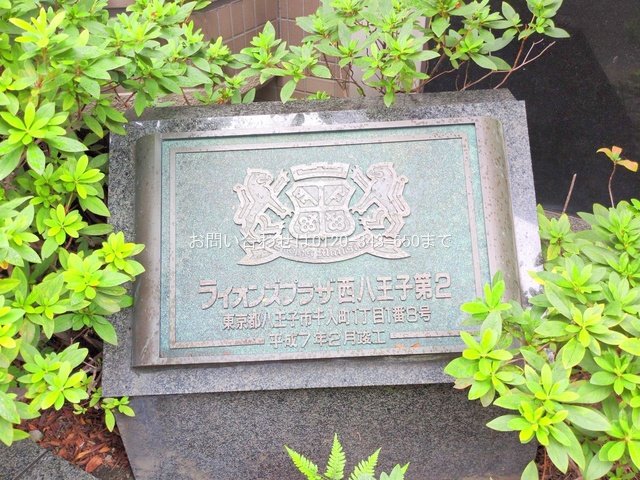 お問い合わせは0120-349-650まで
ライオンズプラザ西八王子第2
東京都八王子市千人町1丁目1番8号
平成7年2月竣工